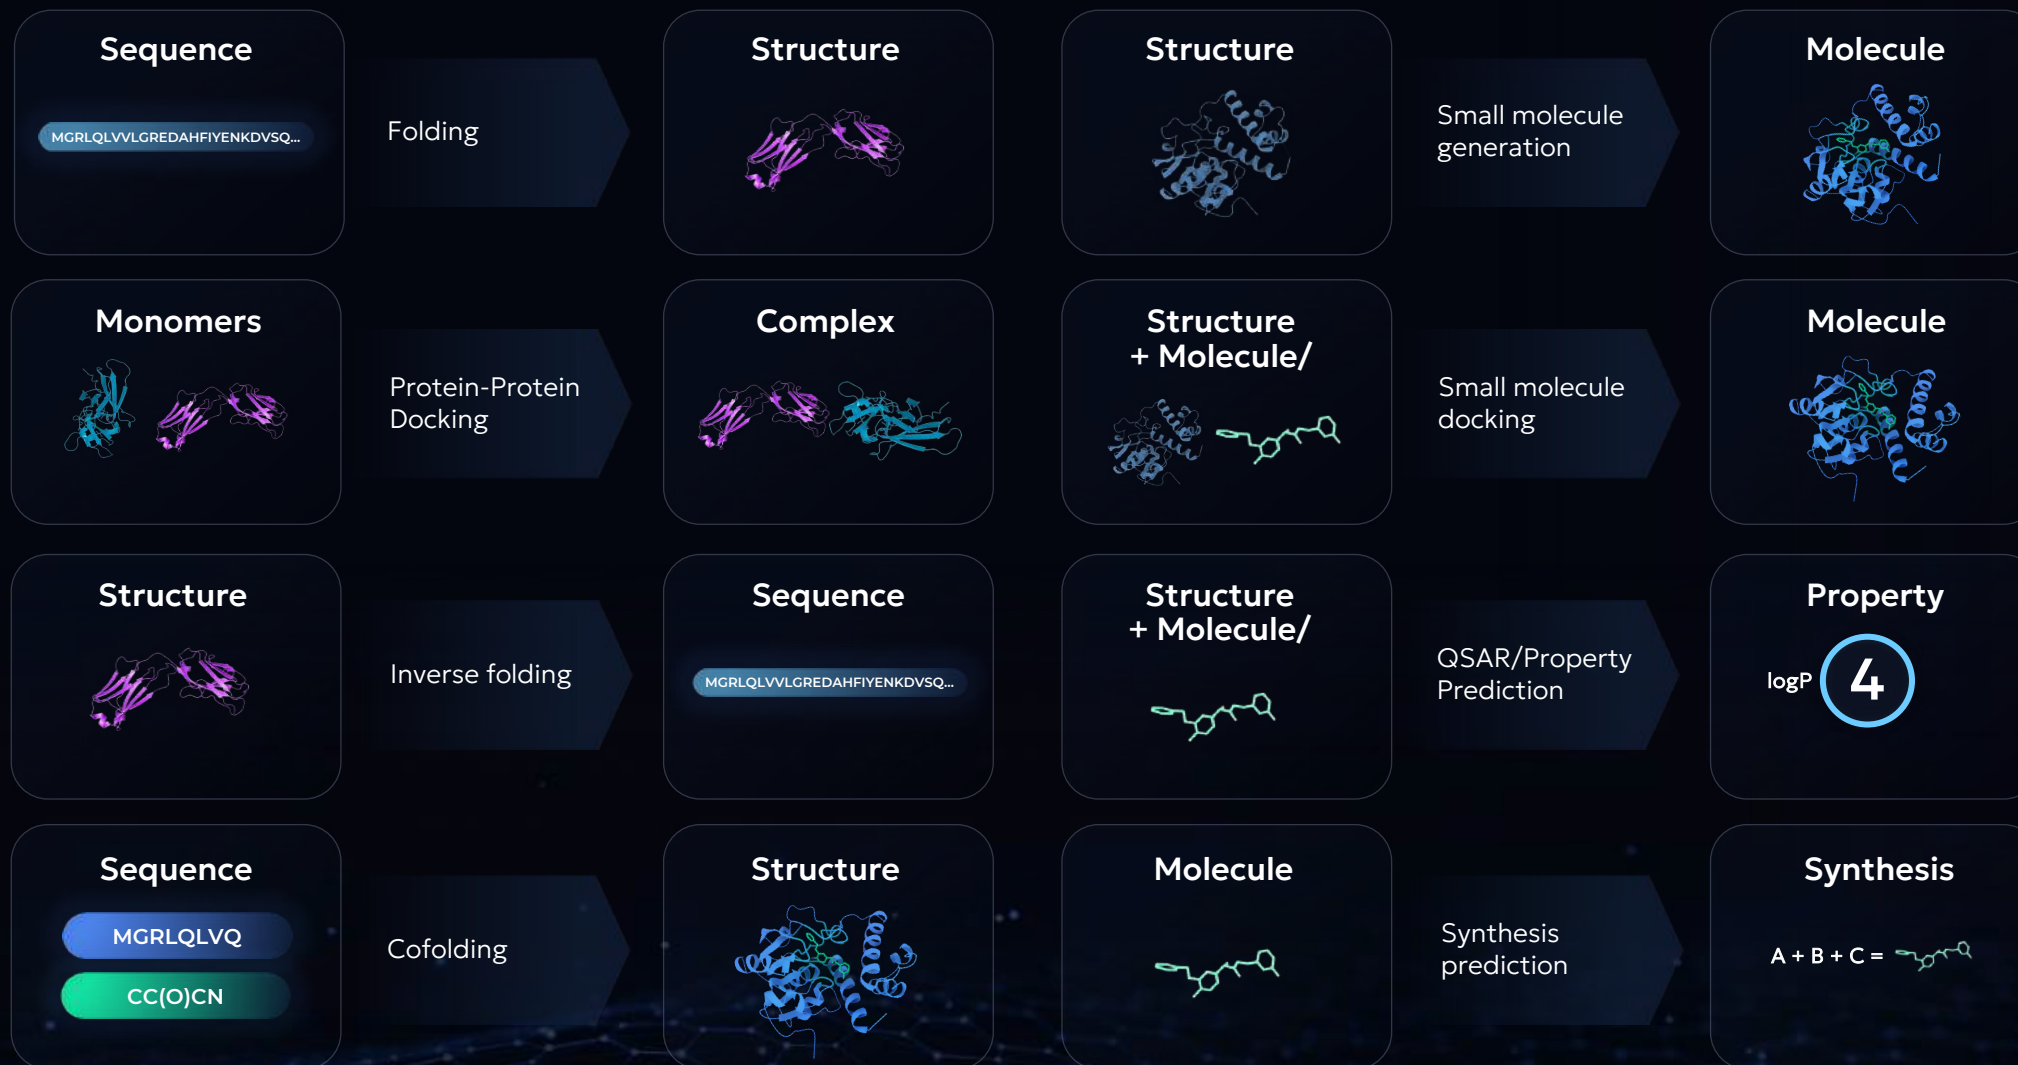 Sequence
MGRLQLVVLGREDAHFIYENKDVSQ...
Folding
Structure
Structure
Small molecule
generation
Molecule
Monomers
Protein-Protein
Docking
Complex
Structure
+ Molecule/
Small molecule
docking
Molecule
Structure
Inverse folding
Sequence
MGRLQLVVLGREDAHFIYENKDVSQ...
Structure
+ Molecule/
QSAR/Property
Prediction
Property
logP 4
Sequence
MGRLQLVQ
CC(O)CN
Cofolding
Structure
Molecule
Synthesis
prediction
Synthesis
A + B + C =